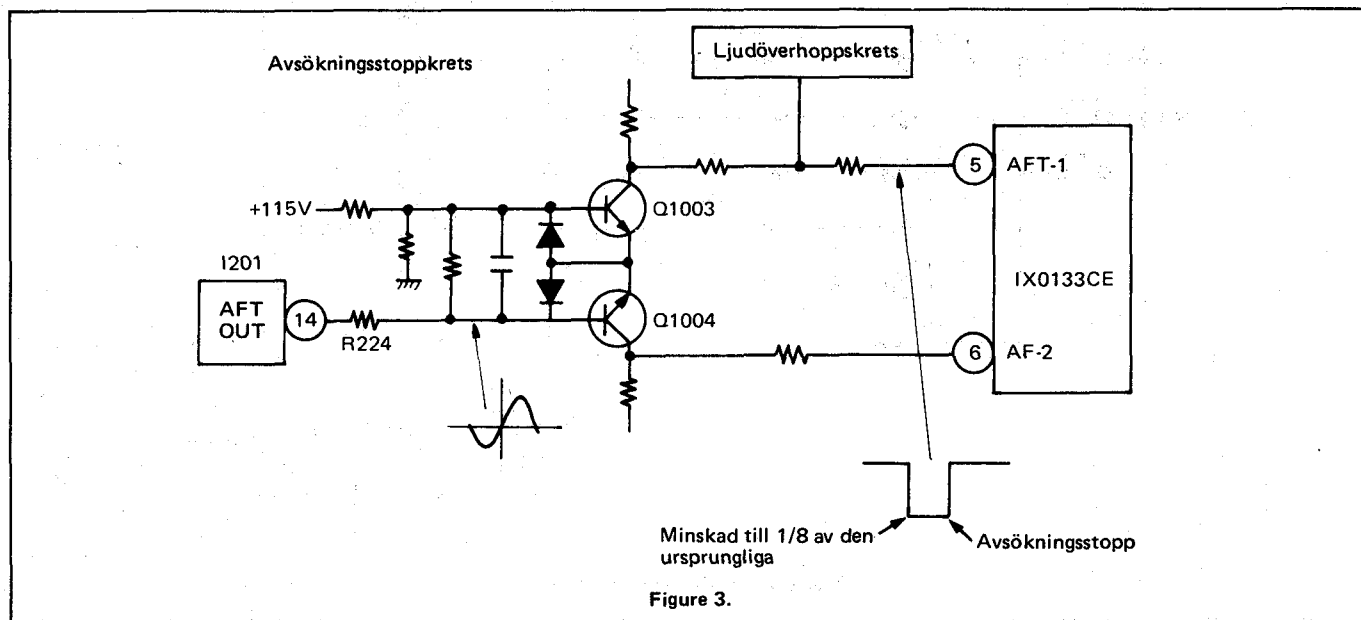 Avsökningsstoppkrets
Ljudöverhoppskrets
+115V
Q1003
5
AFT-1
I201
AFT
OUT
14
R224
Q1004
IX0133CE
6
AF-2
Minskad till 1/8 av den
ursprungliga
Avsökningsstopp
Figure 3.